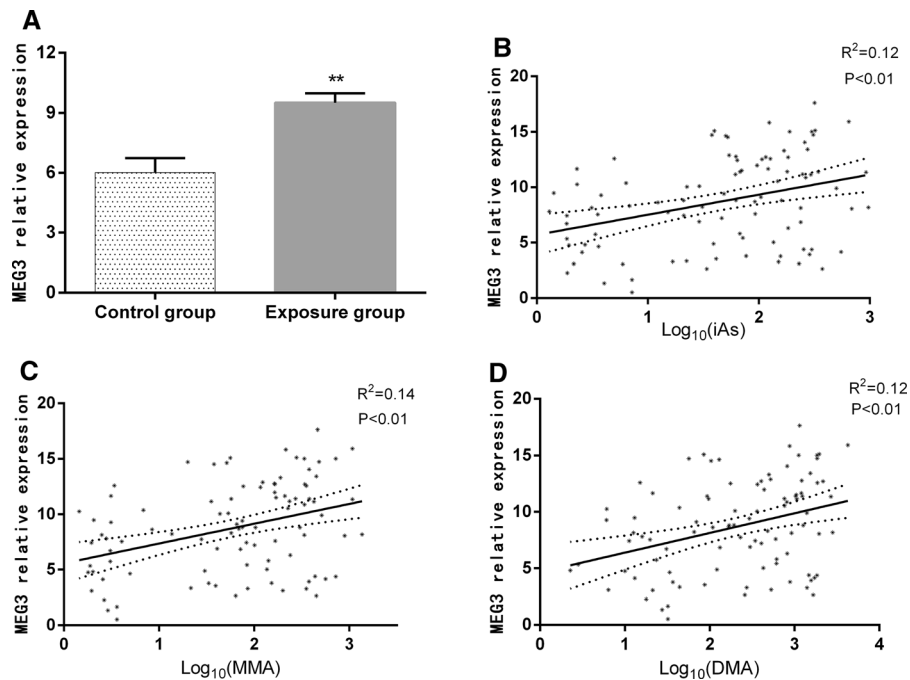 A
MEG3 relative expression
12
9
6
3
0
**
Control group
Exposure group
B
R²=0.12
P<0.01
MEG3 relative expression
20
15
10
5
0
0
1
2
3
Log₁₀(iAs)
C
R²=0.14
P<0.01
MEG3 relative expression
20
15
10
5
0
0
1
2
3
Log₁₀(MMA)
D
R²=0.12
P<0.01
MEG3 relative expression
20
15
10
5
0
0
1
2
3
4
Log₁₀(DMA)